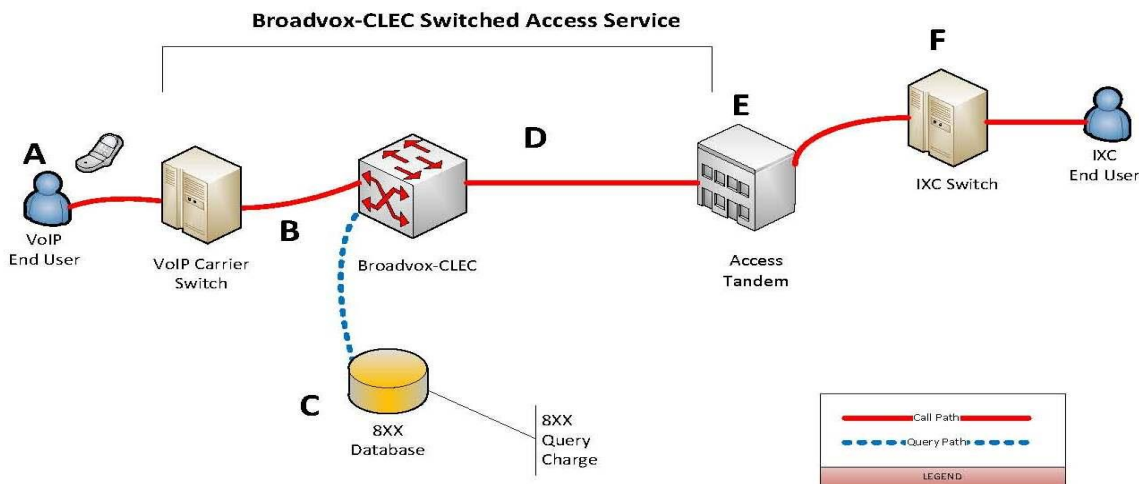 Broadvox-CLEC Switched Access Service
F
E
D
A
B
IXC
End User
IXC Switch
VoIP
End User
VoIP Carrier
Switch
Broadvox-CLEC
Access
Tandem
C
8XX
Database
8XX
Query
Charge
Call Path
Query Path
LEGEND